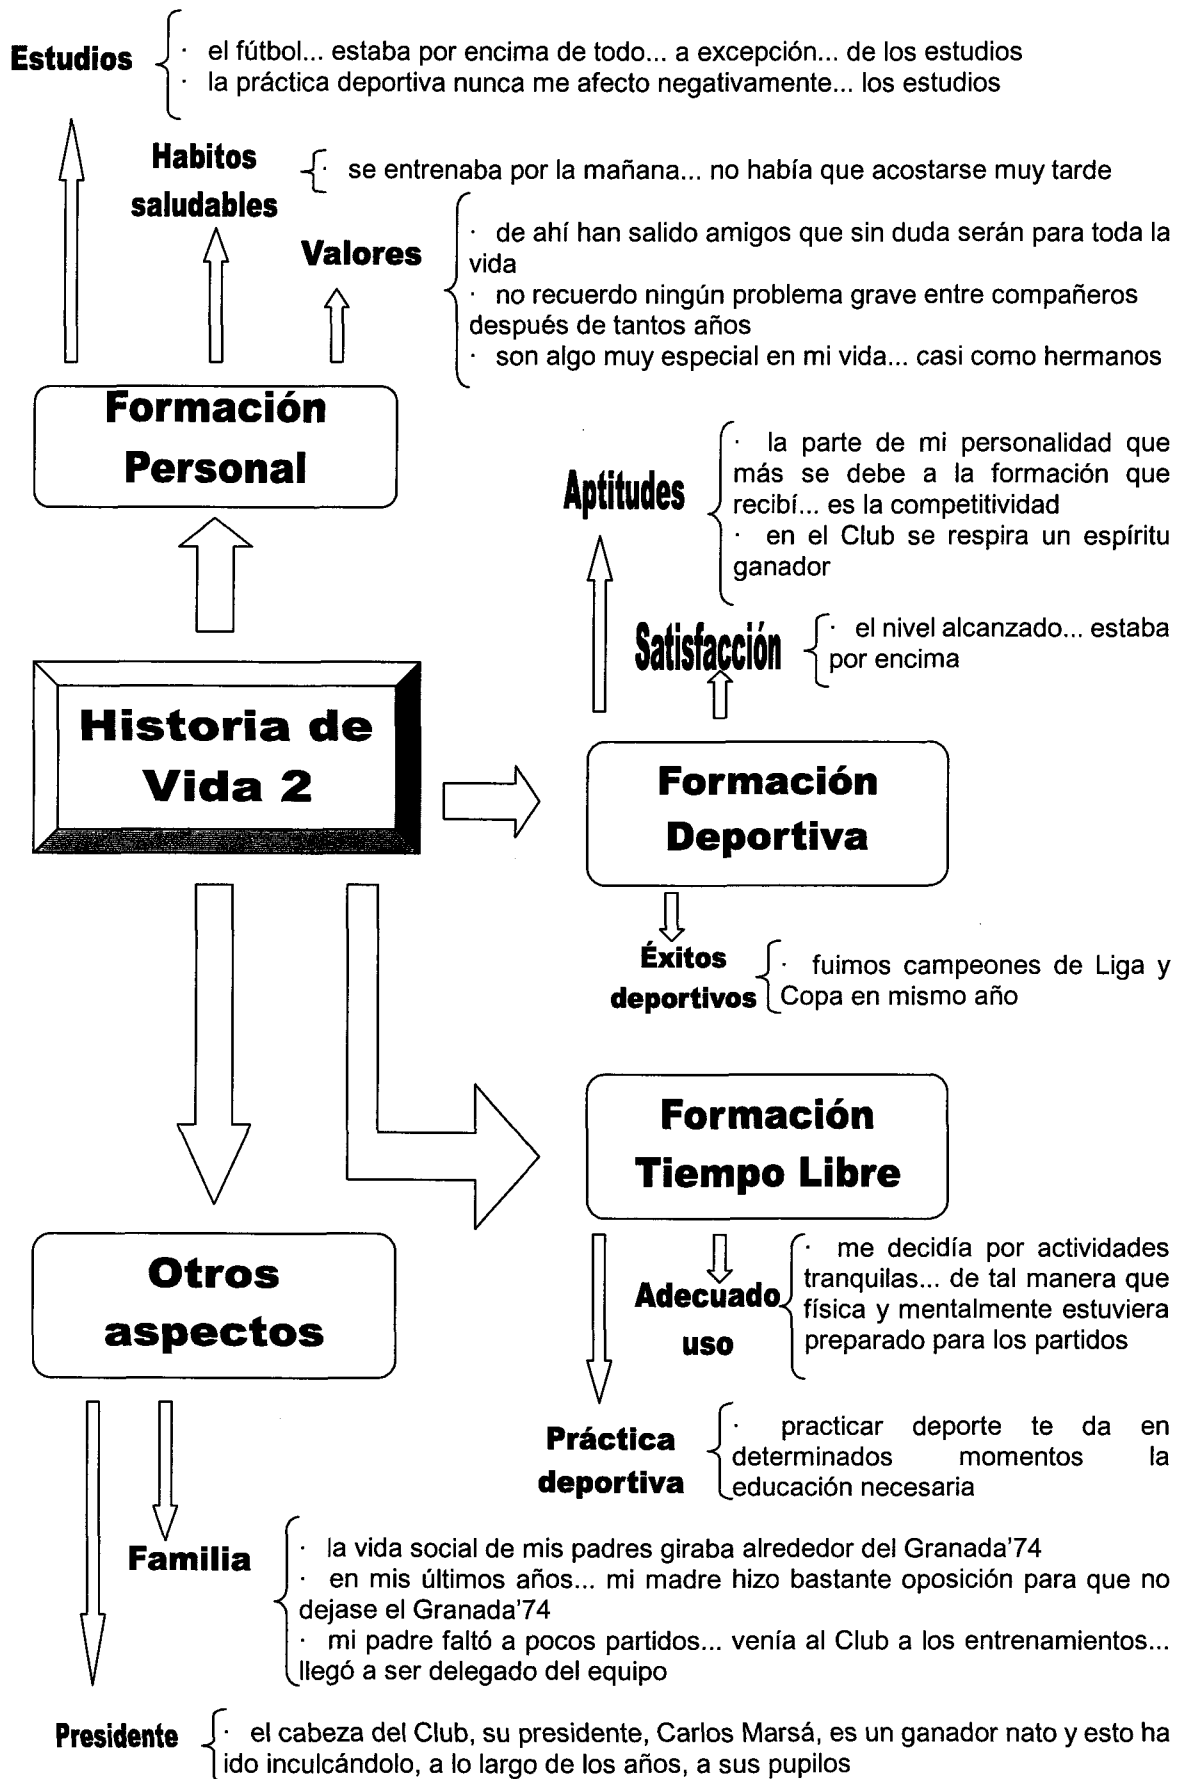 Estudios
· el fútbol... estaba por encima de todo... a excepción... de los estudios
· la práctica deportiva nunca me afecto negativamente... los estudios
Habitos
saludables
· se entrenaba por la mañana... no había que acostarse muy tarde
Valores
· de ahí han salido amigos que sin duda serán para toda la
vida
· no recuerdo ningún problema grave entre compañeros
después de tantos años
· son algo muy especial en mi vida... casi como hermanos
Formación
Personal
Aptitudes
· la parte de mi personalidad que
más se debe a la formación que
recibí... es la competitividad
· en el Club se respira un espíritu
ganador
Satisfacción
· el nivel alcanzado... estaba
por encima
Historia de
Vida 2
Formación
Deportiva
Éxitos
deportivos
· fuimos campeones de Liga y
Copa en mismo año
Formación
Tiempo Libre
Otros
aspectos
Adecuado
uso
· me decidía por actividades
tranquilas... de tal manera que
física y mentalmente estuviera
preparado para los partidos
Práctica
deportiva
· practicar deporte te da en
determinados momentos la
educación necesaria
Familia
· la vida social de mis padres giraba alrededor del Granada'74
· en mis últimos años... mi madre hizo bastante oposición para que no
dejase el Granada'74
· mi padre faltó a pocos partidos... venía al Club a los entrenamientos...
llegó a ser delegado del equipo
Presidente
· el cabeza del Club, su presidente, Carlos Marsá, es un ganador nato y esto ha
ido inculcándolo, a lo largo de los años, a sus pupilos